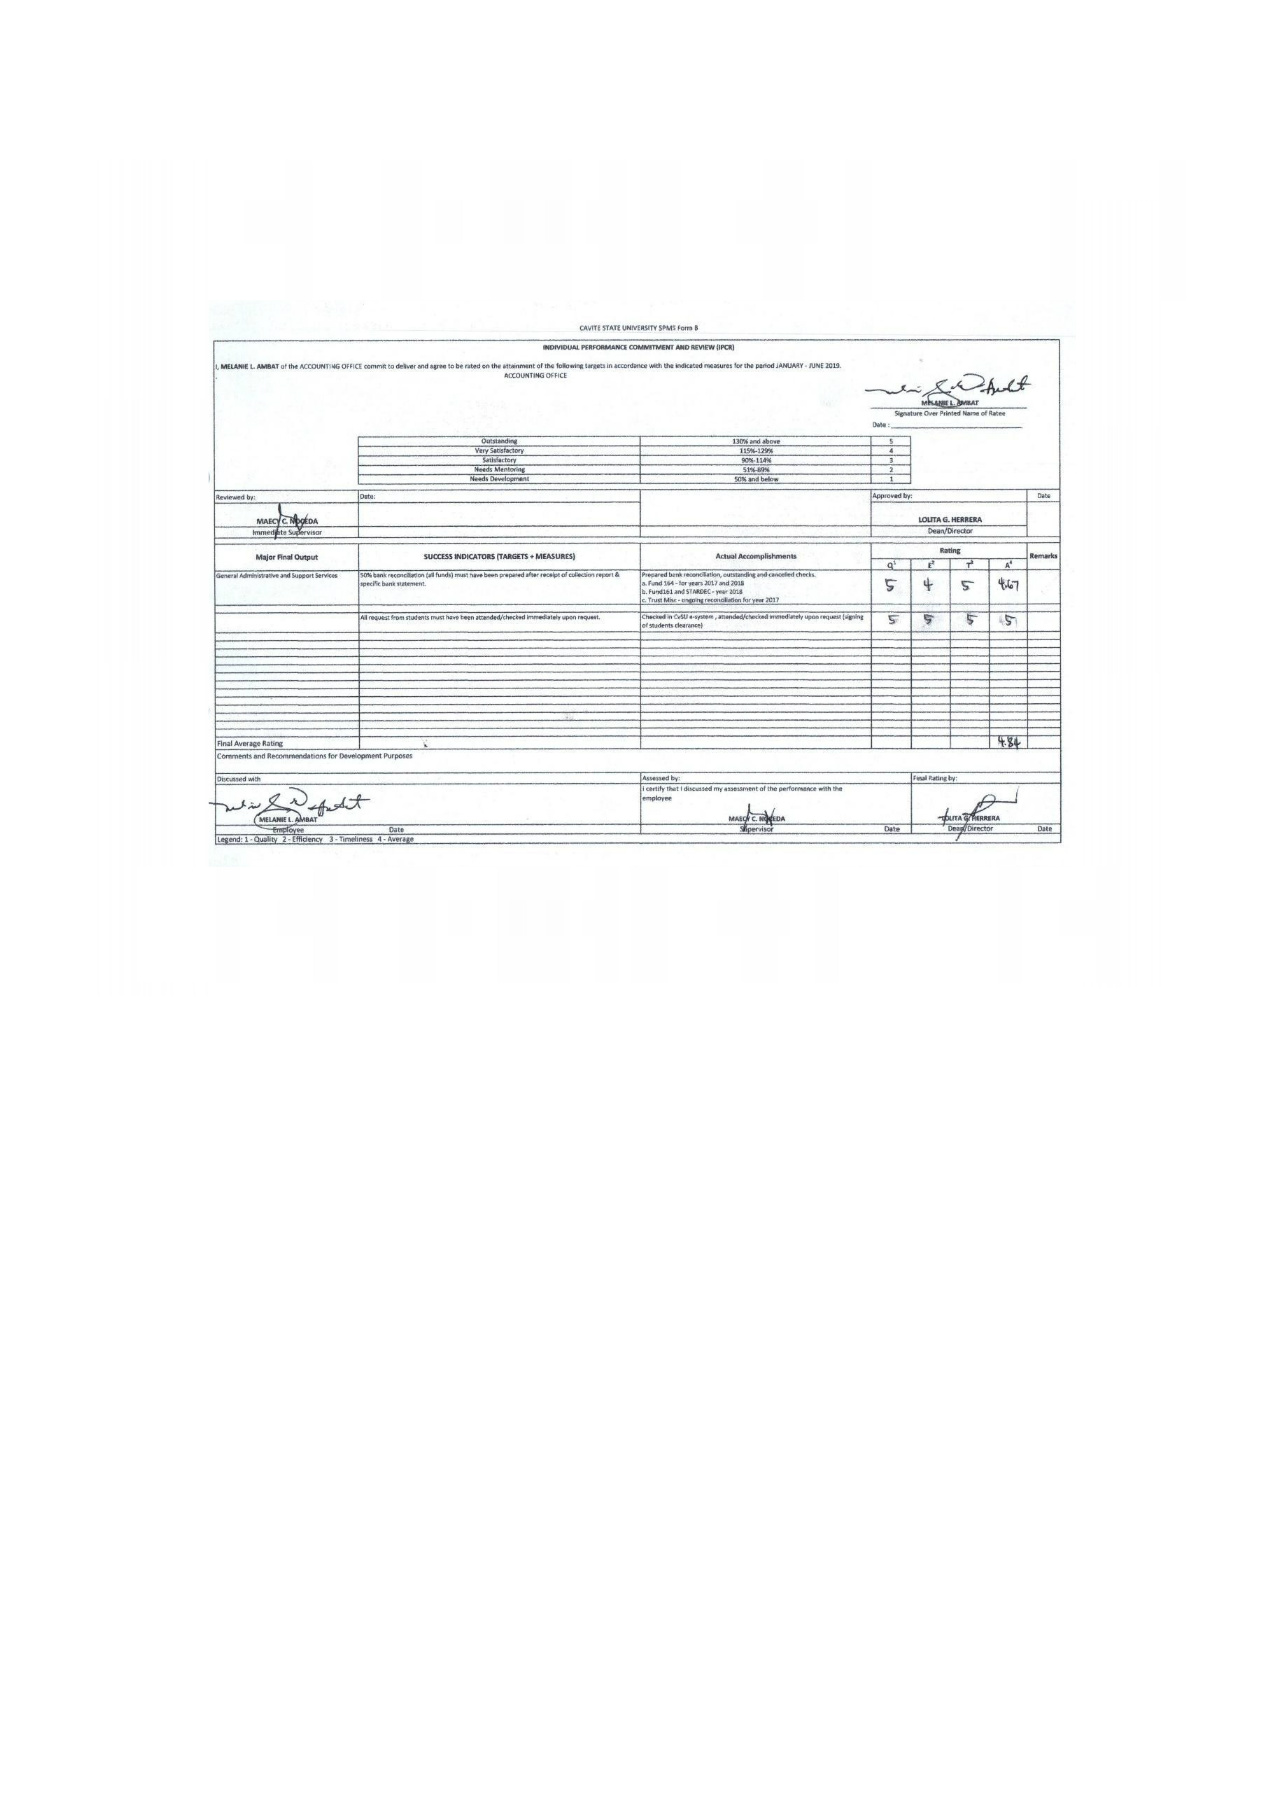 CAVITE STATE UNIVERSITY SPMS Form B
INDIVIDUAL PERFORMANCE COMMITMENT AND REVIEW (IPCR)
I, MELANIE L. AMBAT of the ACCOUNTING OFFICE commit to deliver and agree to be rated on the attainment of the following targets in accordance with the indicated measures for the period JANUARY - JUNE 2019.
ACCOUNTING OFFICE
MELANIE L. AMBAT
Signature Over Printed Name of Ratee
Date :
Outstanding 130% and above 5
Very Satisfactory 115%-129% 4
Satisfactory 90%-114% 3
Needs Mentoring 51%-89% 2
Needs Development 50% and below 1
Reviewed by: Date: Approved by: Date
MAECY C. LOLITA G. HERRERA
Immediate Supervisor Dean/Director
Major Final Output SUCCESS INDICATORS (TARGETS + MEASURES) Actual Accomplishments Rating Remarks
Q¹ E² T³ A⁴
General Administrative and Support Services 50% bank reconciliation (all funds) must have been prepared after receipt of collection report & Prepared bank reconciliation, outstanding and cancelled checks.
specific bank statement. a. Fund 164 - for years 2017 and 2018 5 4 5 4.67
b. Fund161 and STARDEC - year 2018
c. Trust Misc - ongoing reconciliation for year 2017
All request from students must have been attended/checked immediately upon request. Checked in CvSU e-system , attended/checked immediately upon request (signing 5 5 5 5
of students clearance)
Final Average Rating 4.84
Comments and Recommendations for Development Purposes
Discussed with Assessed by: Final Rating by:
I certify that I discussed my assessment of the performance with the
employee
MELANIE L. AMBAT MAECY C. LOLITA G. HERRERA
Employee Date Supervisor Date Dean/Director Date
Legend: 1 - Quality 2 - Efficiency 3 - Timeliness 4 - Average